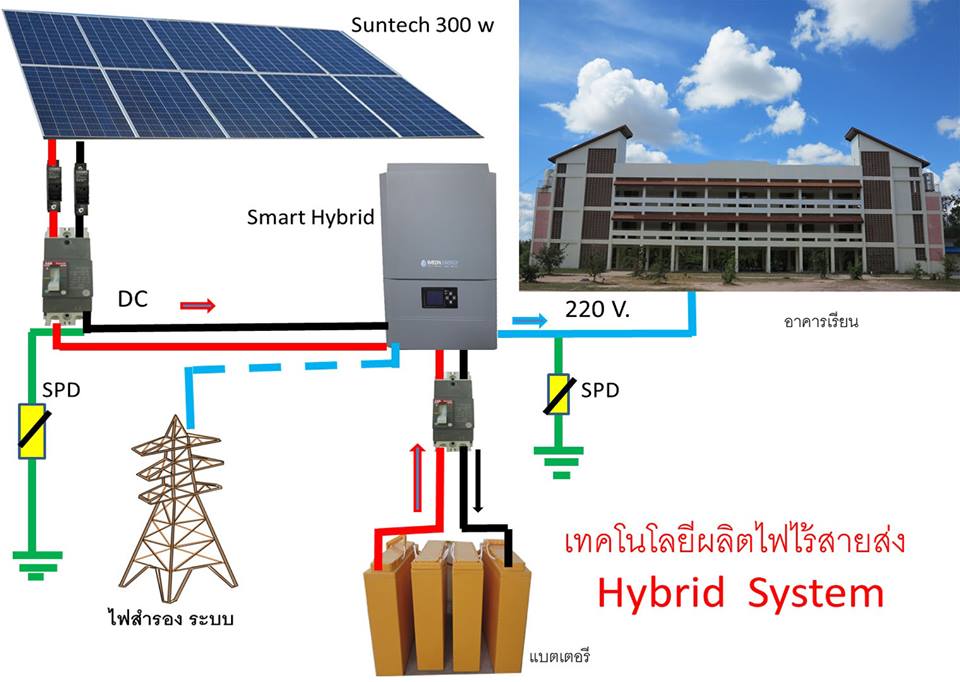 Suntech 300 w
Smart Hybrid
DC
220 V.
อาคารเรียน
SPD
SPD
เทคโนโลยีผลิตไฟไร้สายส่ง
Hybrid System
ไฟสำรอง ระบบ
แบตเตอรี